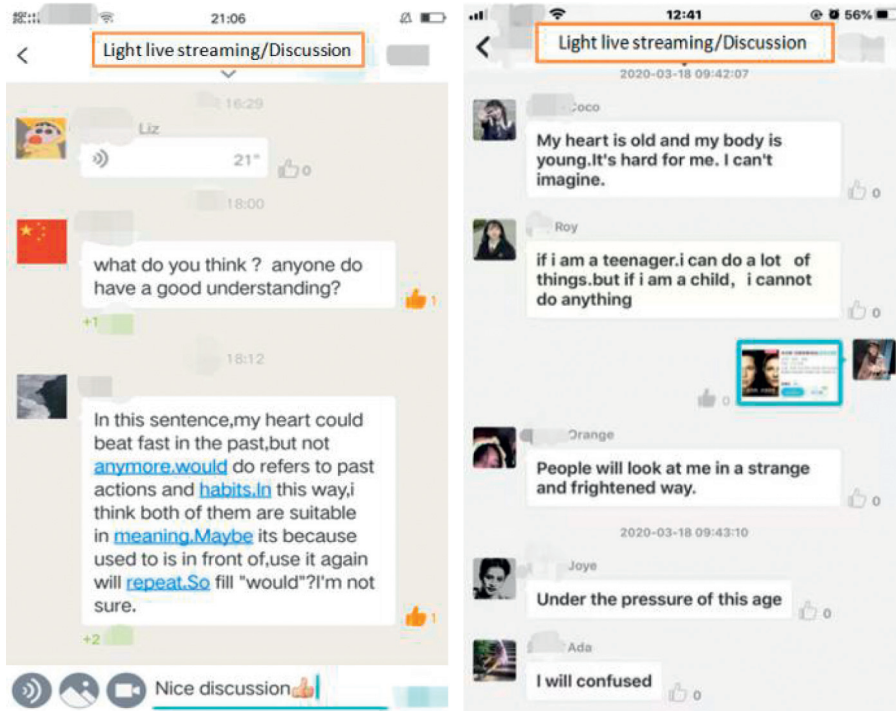 21:06
Light live streaming/Discussion
16:29
Liz
21"
0
18:00
what do you think ? anyone do
have a good understanding?
1
+1
18:12
In this sentence,my heart could
beat fast in the past,but not
anymore.would do refers to past
actions and habits.In this way,i
think both of them are suitable
in meaning.Maybe its because
used to is in front of,use it again
will repeat.So fill "would"?I'm not
sure.
1
+2
Nice discussion
12:41
56%
Light live streaming/Discussion
2020-03-18 09:42:07
Coco
My heart is old and my body is
young.It's hard for me. I can't
imagine.
0
Roy
if i am a teenager.i can do a lot of
things.but if i am a child, i cannot
do anything
0
0
Orange
People will look at me in a strange
and frightened way.
0
2020-03-18 09:43:10
Joye
Under the pressure of this age
0
Ada
I will confused
0